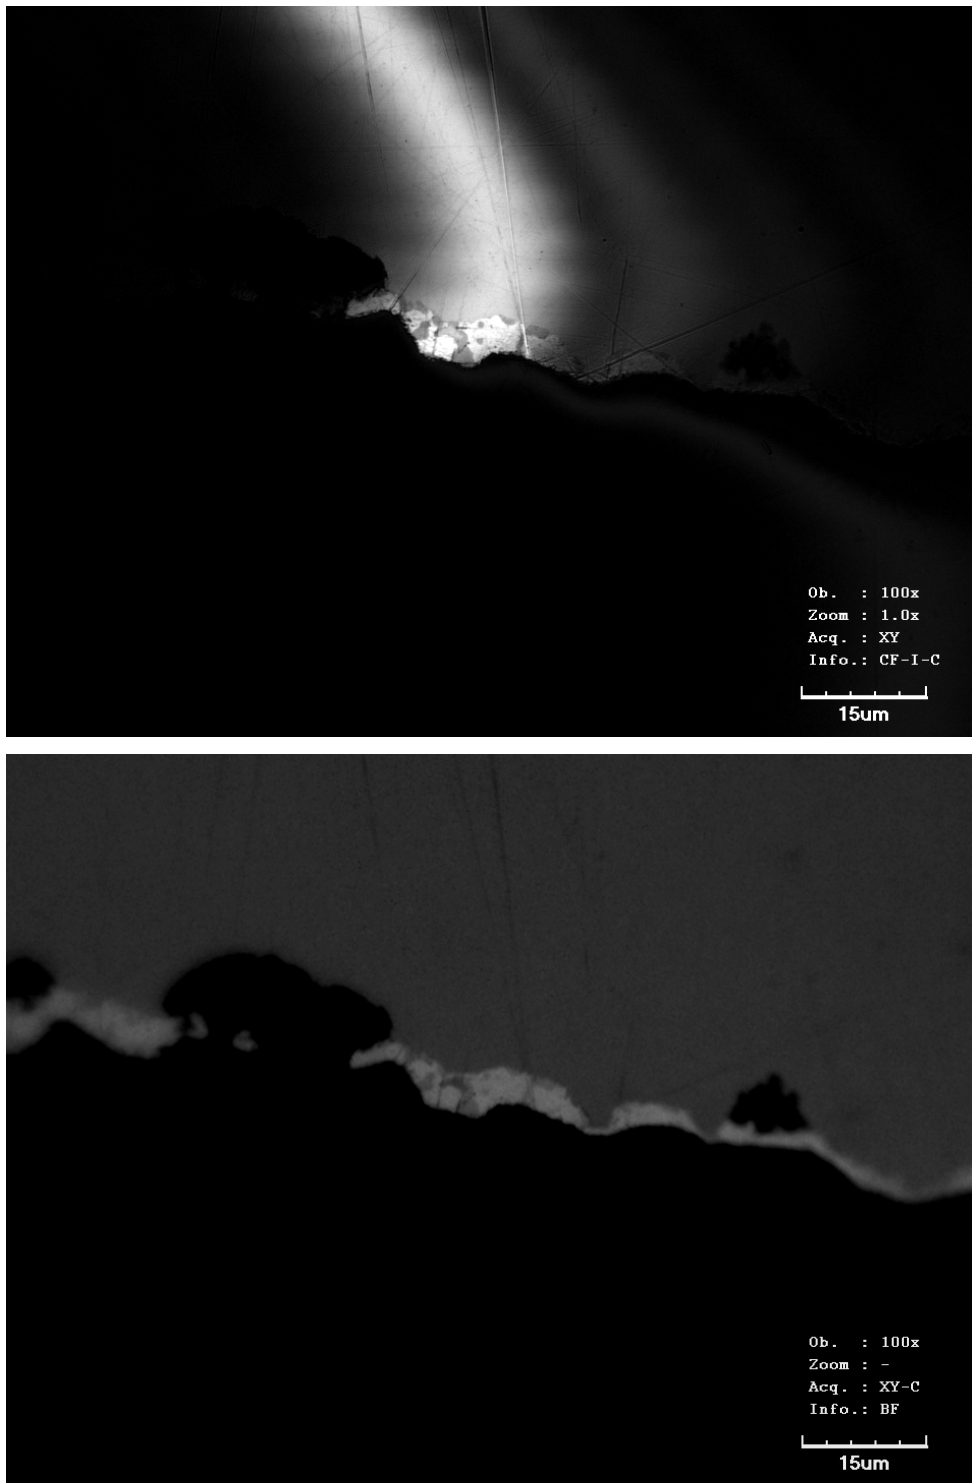 Ob.  : 100x
Zoom : 1.0x
Acq. : XY
Info.: CF-I-C
15um
Ob.  : 100x
Zoom : -
Acq. : XY-C
Info.: BF
15um